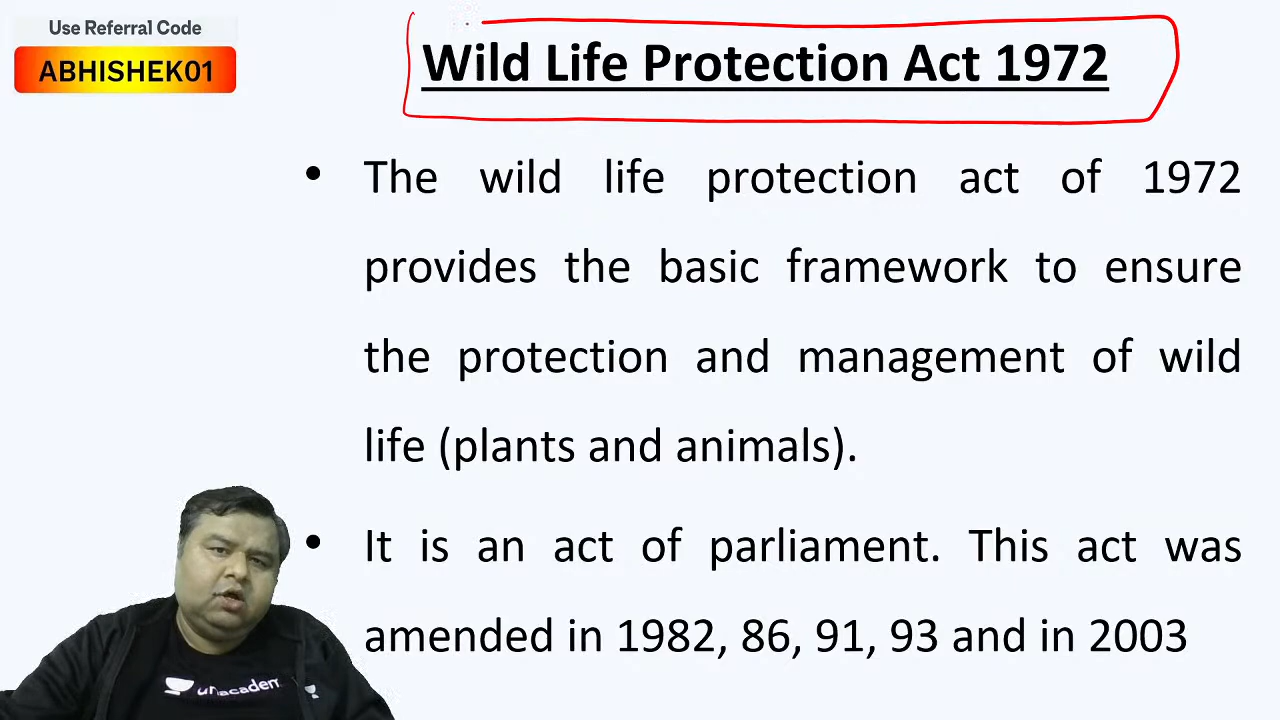 Use Referral Code
ABHISHEK01
Wild Life Protection Act 1972
• The wild life protection act of 1972
provides the basic framework to ensure
the protection and management of wild
life (plants and animals).
• It is an act of parliament. This act was
amended in 1982, 86, 91, 93 and in 2003
unacademy